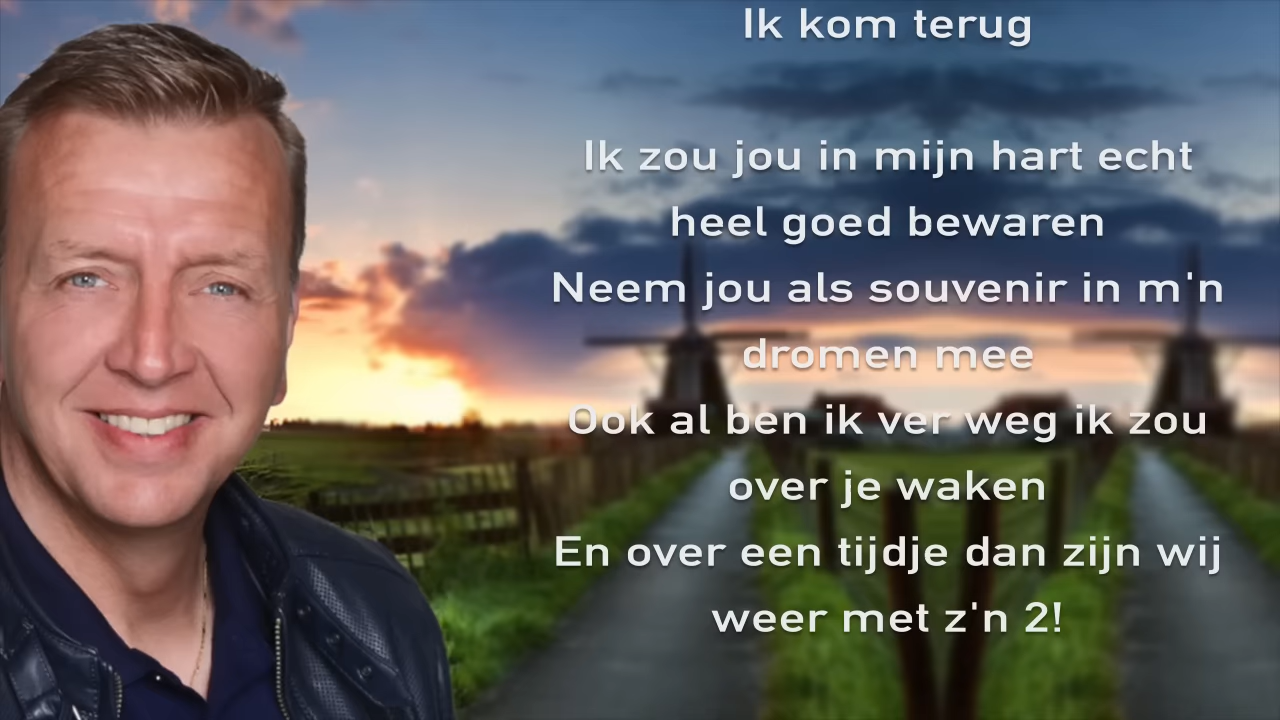 Ik kom terug
Ik zou jou in mijn hart echt
heel goed bewaren
Neem jou als souvenir in m'n
dromen mee
Ook al ben ik ver weg ik zou
over je waken
En over een tijdje dan zijn wij
weer met z'n 2!